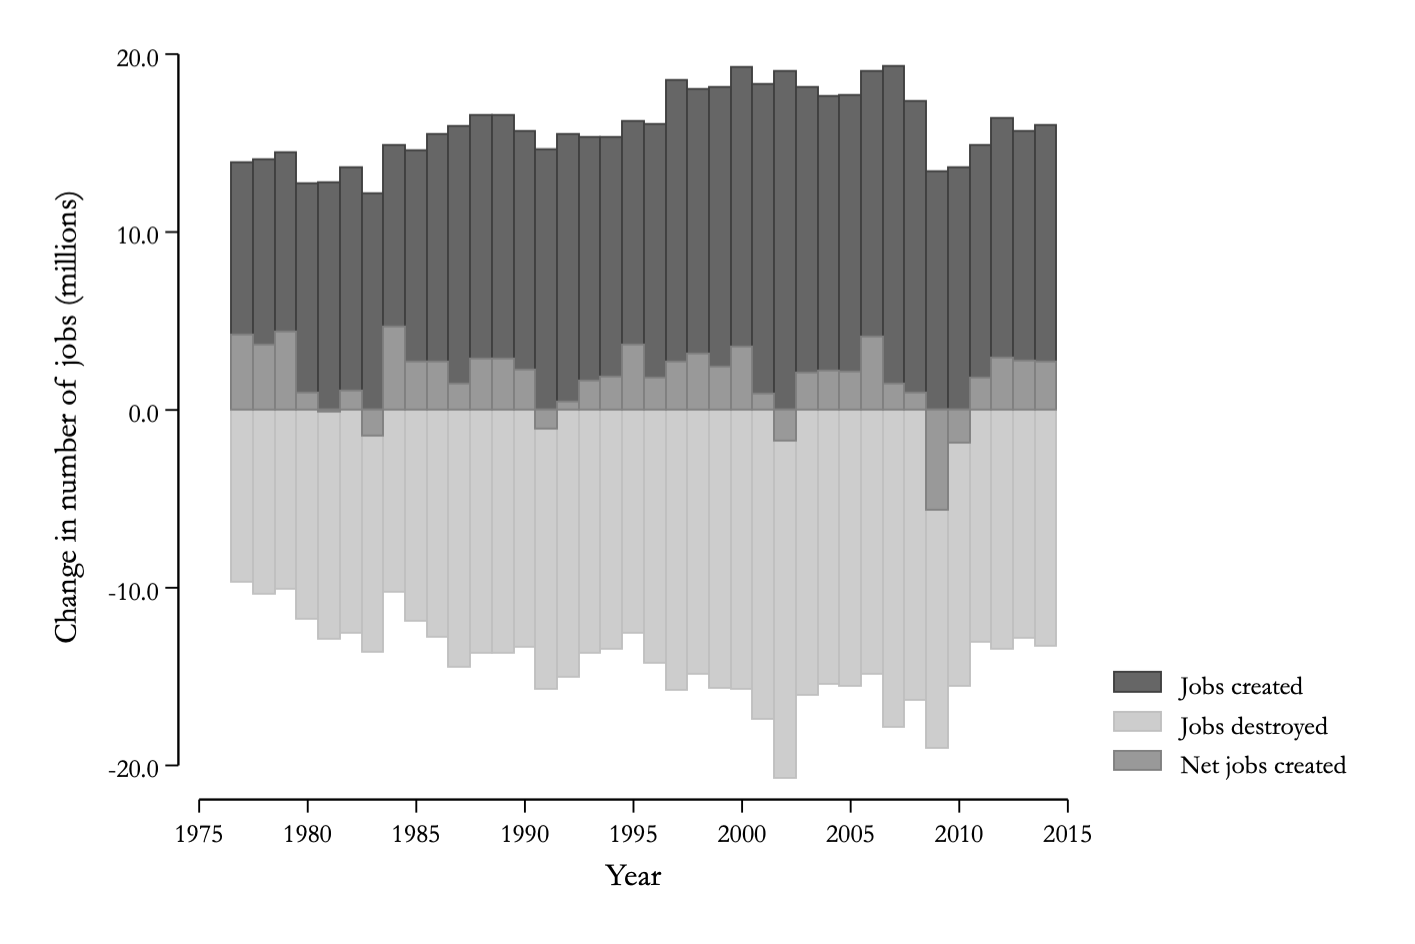 20.0
10.0
0.0
-10.0
-20.0
Change in number of jobs (millions)
1975 1980 1985 1990 1995 2000 2005 2010 2015
Year
Jobs created
Jobs destroyed
Net jobs created